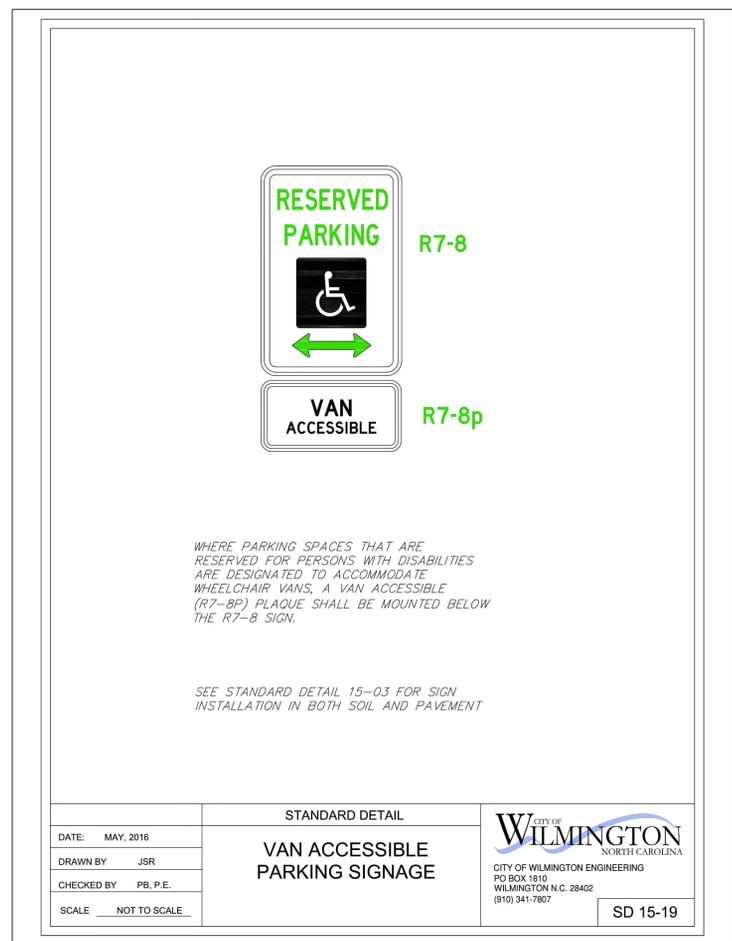 RESERVED
PARKING
R7-8
VAN
ACCESSIBLE
R7-8p
WHERE PARKING SPACES THAT ARE
RESERVED FOR PERSONS WITH DISABILITIES
ARE DESIGNATED TO ACCOMMODATE
WHEELCHAIR VANS, A VAN ACCESSIBLE
(R7-8P) PLAQUE SHALL BE MOUNTED BELOW
THE R7-8 SIGN.
SEE STANDARD DETAIL 15-03 FOR SIGN
INSTALLATION IN BOTH SOIL AND PAVEMENT
DATE: MAY, 2016
DRAWN BY JSR
CHECKED BY PB, P.E.
SCALE NOT TO SCALE
STANDARD DETAIL
VAN ACCESSIBLE
PARKING SIGNAGE
CITY OF
WILMINGTON
NORTH CAROLINA
CITY OF WILMINGTON ENGINEERING
PO BOX 1810
WILMINGTON N.C. 28402
(910) 341-7807
SD 15-19